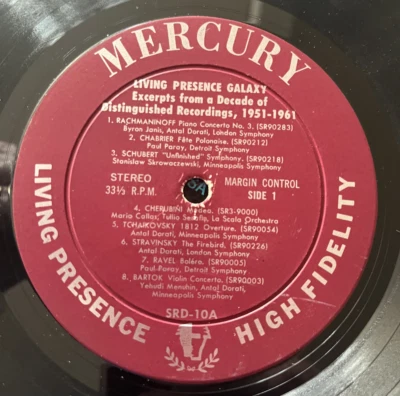 MERCURY
LIVING PRESENCE GALAXY
Excerpts from a Decade of
Distinguished Recordings, 1951-1961
1. RACHMANINOFF Piano Concerto No. 3. (SR90283)
Byron Janis, Antal Dorati, London Symphony
2. CHABRIER Fête Polonaise. (SR90212)
Paul Paray, Detroit Symphony
3. SCHUBERT "Unfinished" Symphony. (SR90218)
Stanislaw Skrowaczewski, Minneapolis Symphony
STEREO
33⅓ R.P.M.
MARGIN CONTROL
SIDE 1
4. CHERUBINI Medea. (SR3-9000)
Maria Callas, Tullio Serafin, La Scala Orchestra
5. TCHAIKOVSKY 1812 Overture. (SR90054)
Antal Dorati, Minneapolis Symphony
6. STRAVINSKY The Firebird. (SR90226)
Antal Dorati, London Symphony
7. RAVEL Boléro. (SR90005)
Paul Paray, Detroit Symphony
8. BARTOK Violin Concerto. (SR90003)
Yehudi Menuhin, Antal Dorati,
Minneapolis Symphony
SRD-10A
LIVING PRESENCE
HIGH FIDELITY